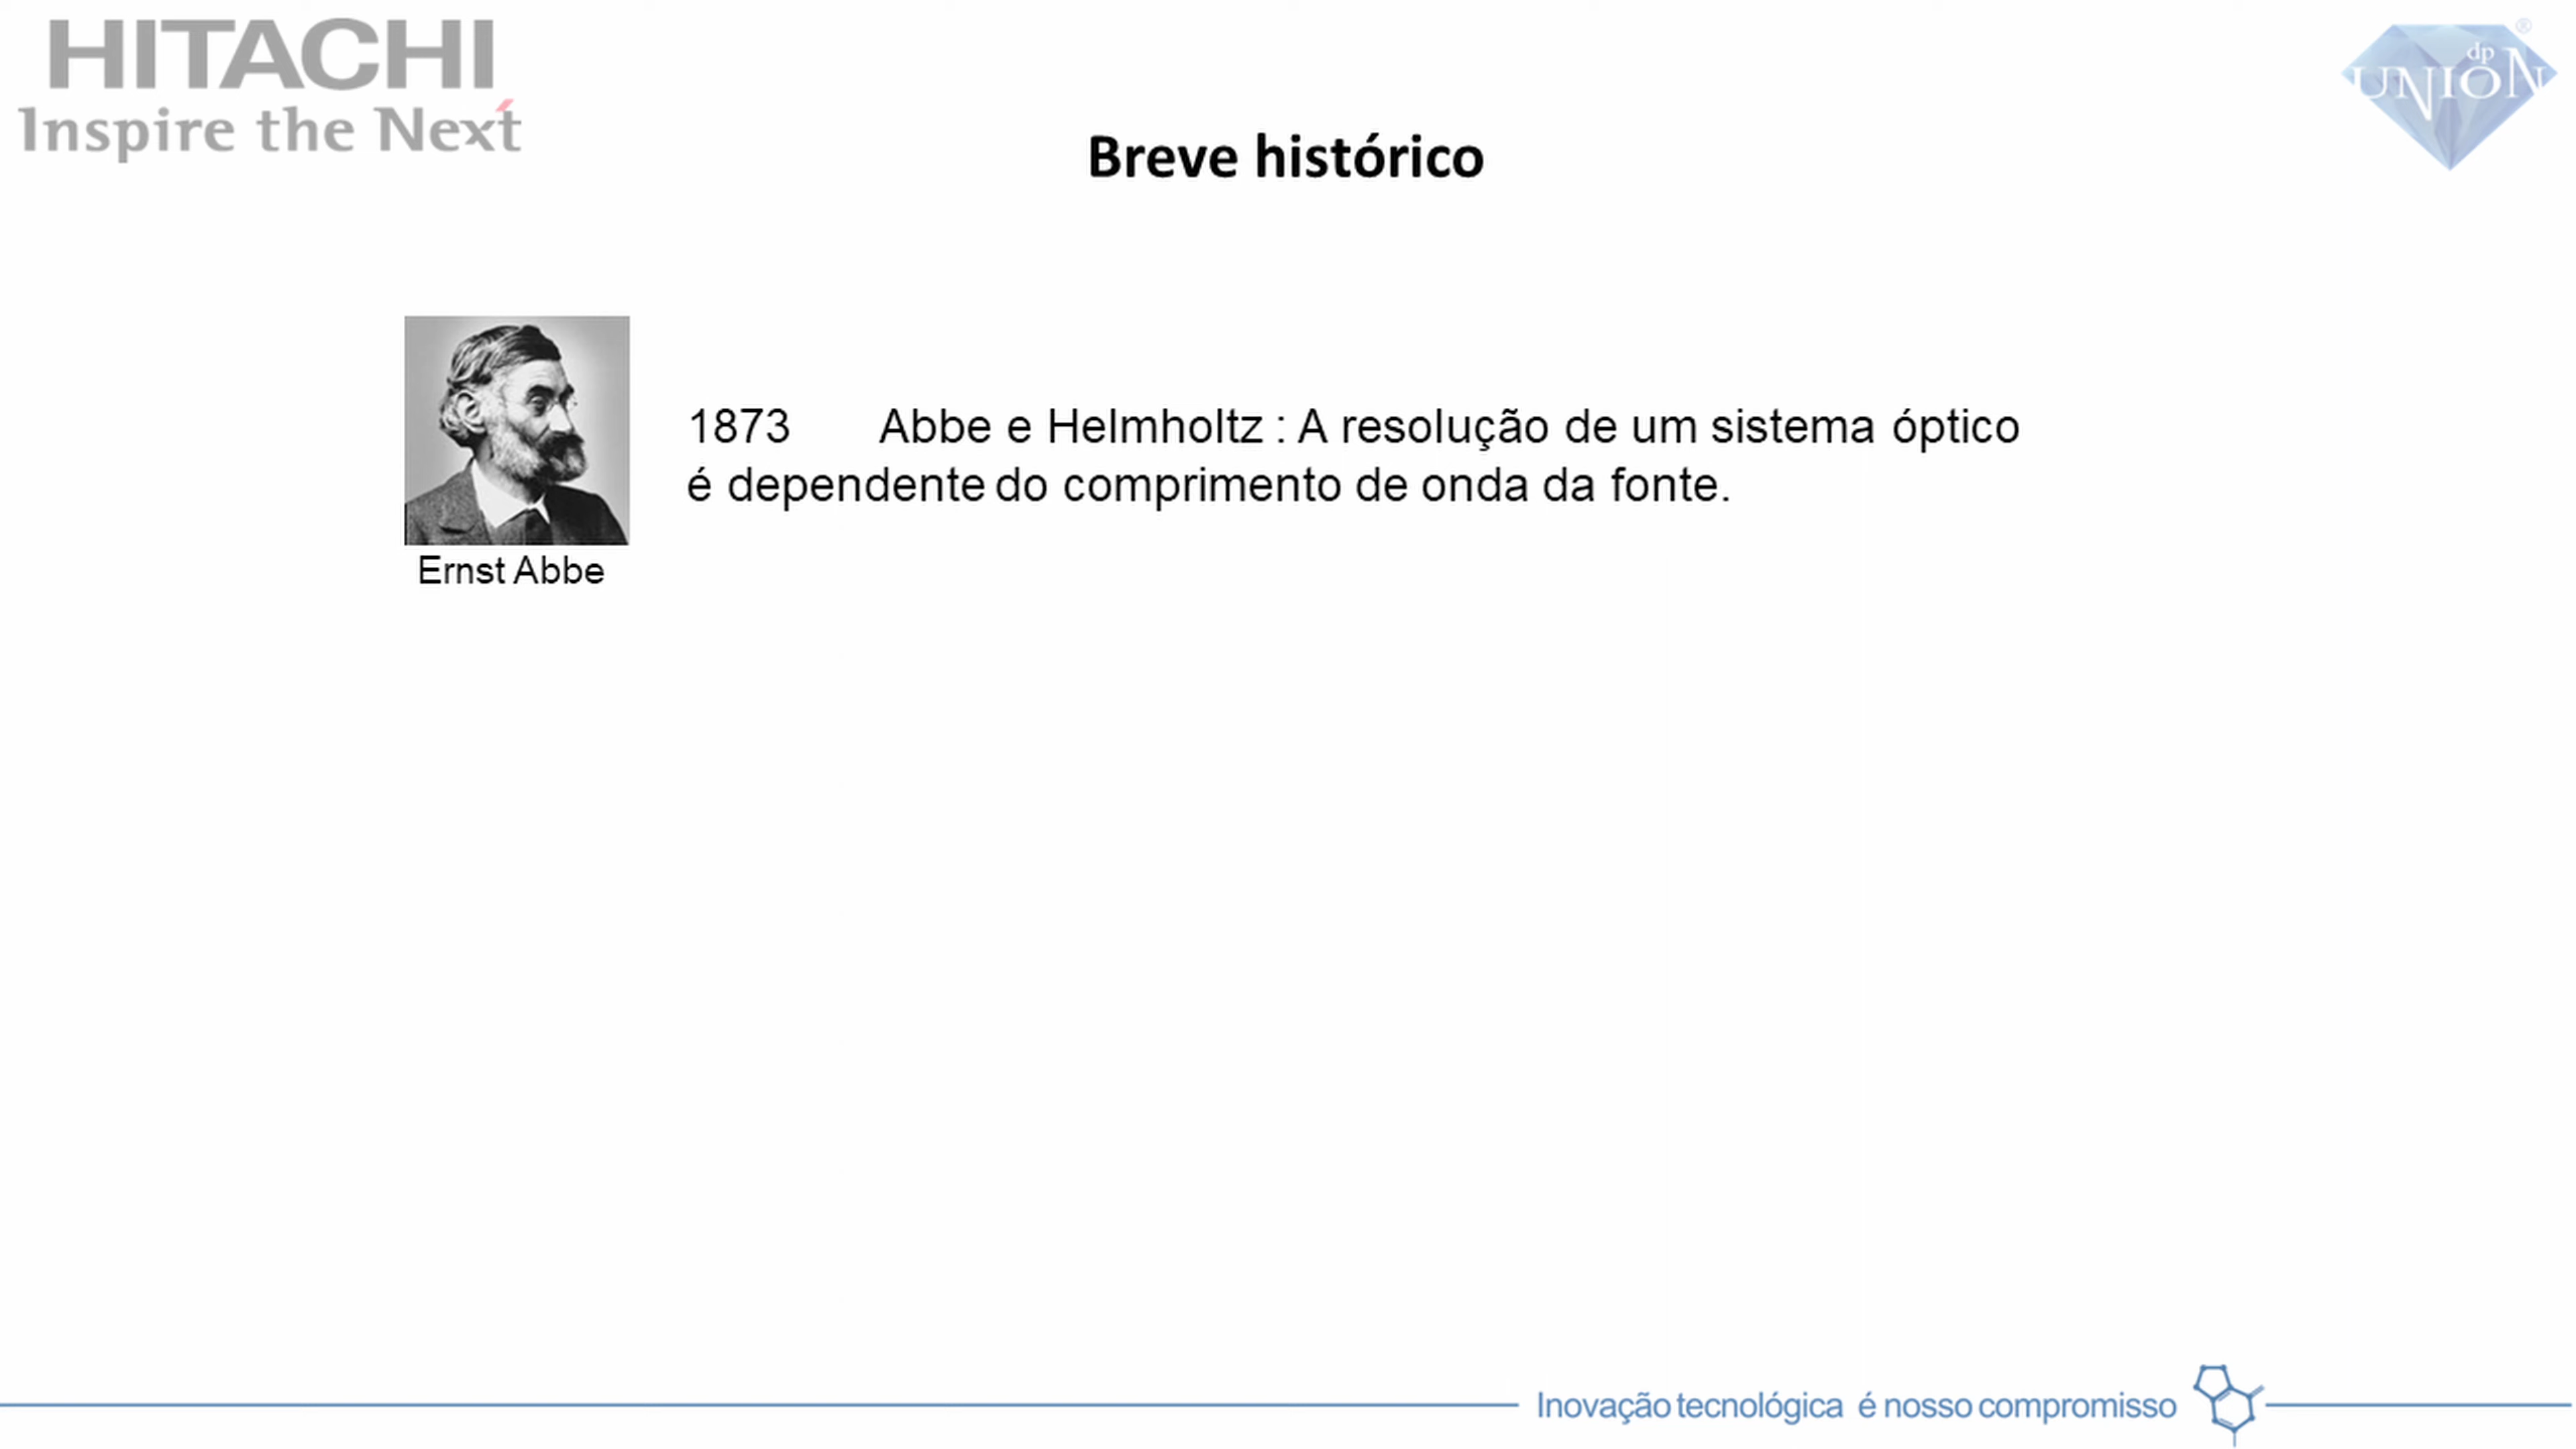 HITACHI
Inspire the Next
dp
UNION
®
Breve histórico
1873 Abbe e Helmholtz : A resolução de um sistema óptico
é dependente do comprimento de onda da fonte.
Ernst Abbe
Inovação tecnológica é nosso compromisso